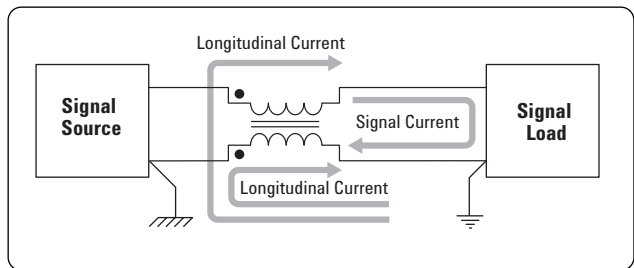 Longitudinal Current
Signal
Source
Signal Current
Signal
Load
Longitudinal Current